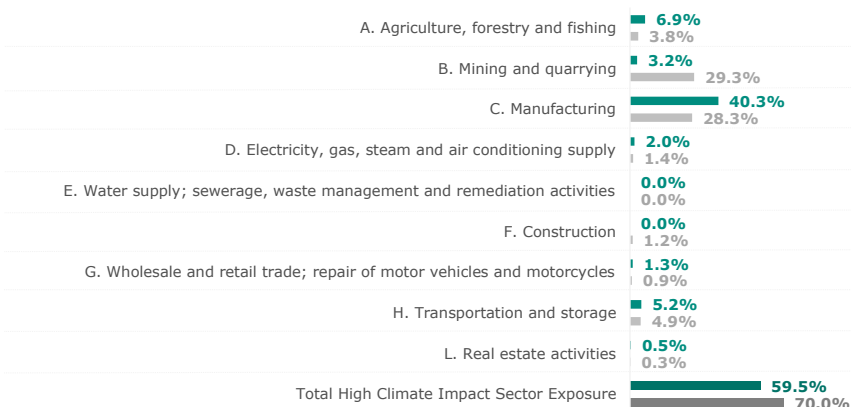 A. Agriculture, forestry and fishing 6.9%
3.8%
B. Mining and quarrying 3.2%
29.3%
C. Manufacturing 40.3%
28.3%
D. Electricity, gas, steam and air conditioning supply 2.0%
1.4%
E. Water supply; sewerage, waste management and remediation activities 0.0%
0.0%
F. Construction 0.0%
1.2%
G. Wholesale and retail trade; repair of motor vehicles and motorcycles 1.3%
0.9%
H. Transportation and storage 5.2%
4.9%
L. Real estate activities 0.5%
0.3%
Total High Climate Impact Sector Exposure 59.5%
70.0%